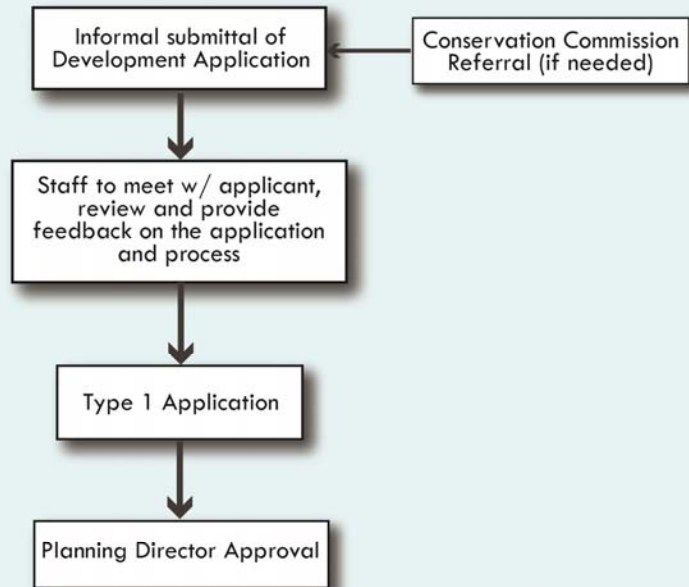 Informal submittal of
Development Application
Conservation Commission
Referral (if needed)
Staff to meet w/ applicant,
review and provide
feedback on the application
and process
Type 1 Application
Planning Director Approval